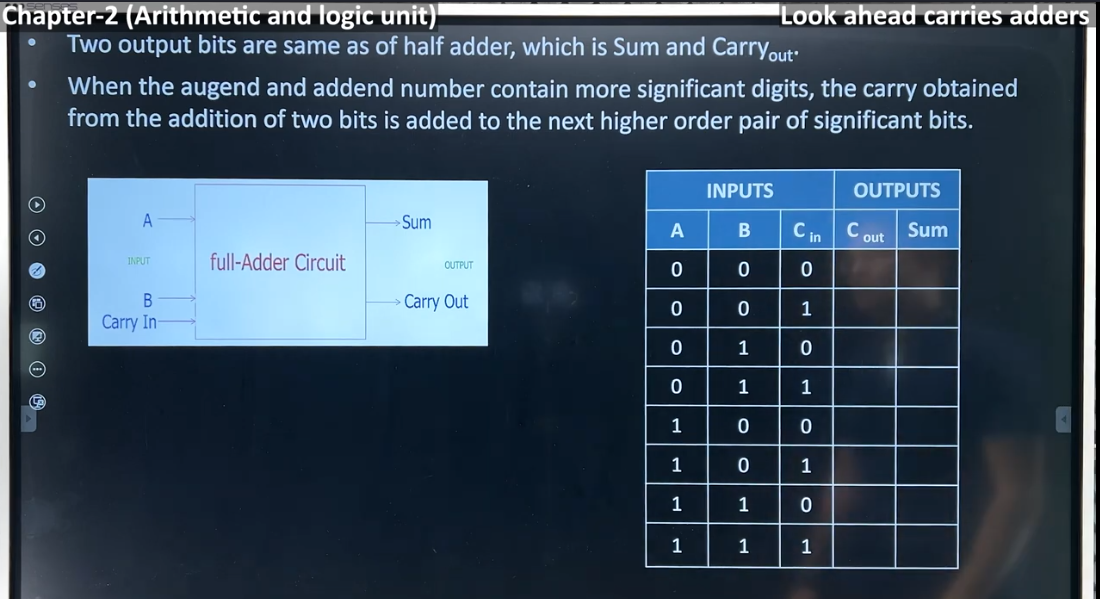 Chapter-2 (Arithmetic and logic unit)
Look ahead carries adders
• Two output bits are same as of half adder, which is Sum and Carryout.
• When the augend and addend number contain more significant digits, the carry obtained
from the addition of two bits is added to the next higher order pair of significant bits.
A
Sum
INPUT
full-Adder Circuit
OUTPUT
B
Carry Out
Carry In
INPUTS OUTPUTS
A B C in C out Sum
0 0 0
0 0 1
0 1 0
0 1 1
1 0 0
1 0 1
1 1 0
1 1 1